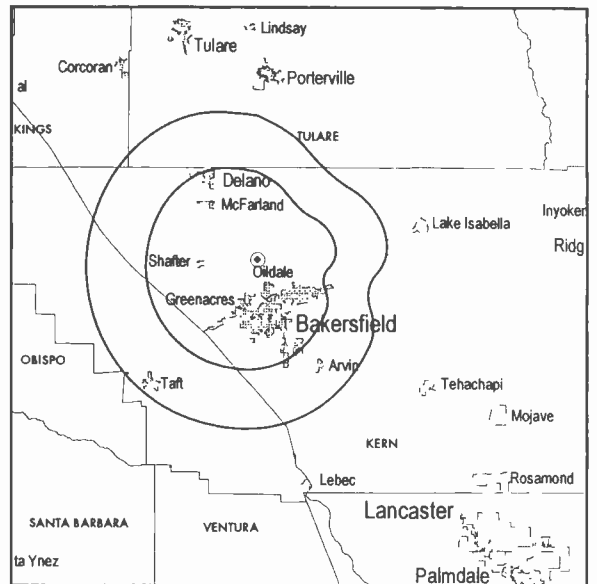 Lindsay
Tulare
Corcoran
Porterville
al
KINGS
TULARE
Delano
McFarland
Lake Isabella
Inyoker
Ridg
Shafter
Oildale
Greenacres
Bakersfield
OBISPO
Taft
Arvin
Tehachapi
Mojave
KERN
Lebec
Rosamond
Lancaster
SANTA BARBARA
VENTURA
ta Ynez
Palmdale